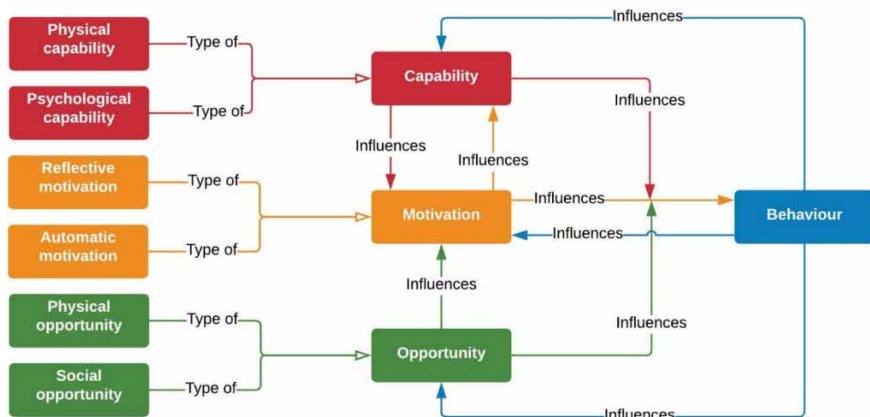 Influences
Physical
capability
Type of
Capability
Influences
Psychological
capability
Type of
Influences
Influences
Reflective
motivation
Type of
Motivation
Influences
Behaviour
Automatic
motivation
Type of
Influences
Influences
Physical
opportunity
Type of
Influences
Opportunity
Social
opportunity
Type of
Influences